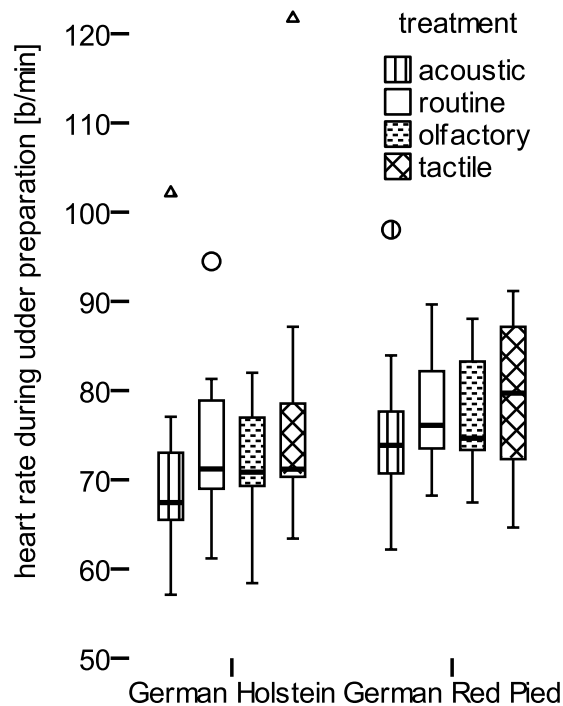 heart rate during udder preparation [b/min]
120
110
100
90
80
70
60
50
treatment
acoustic
routine
olfactory
tactile
German Holstein German Red Pied